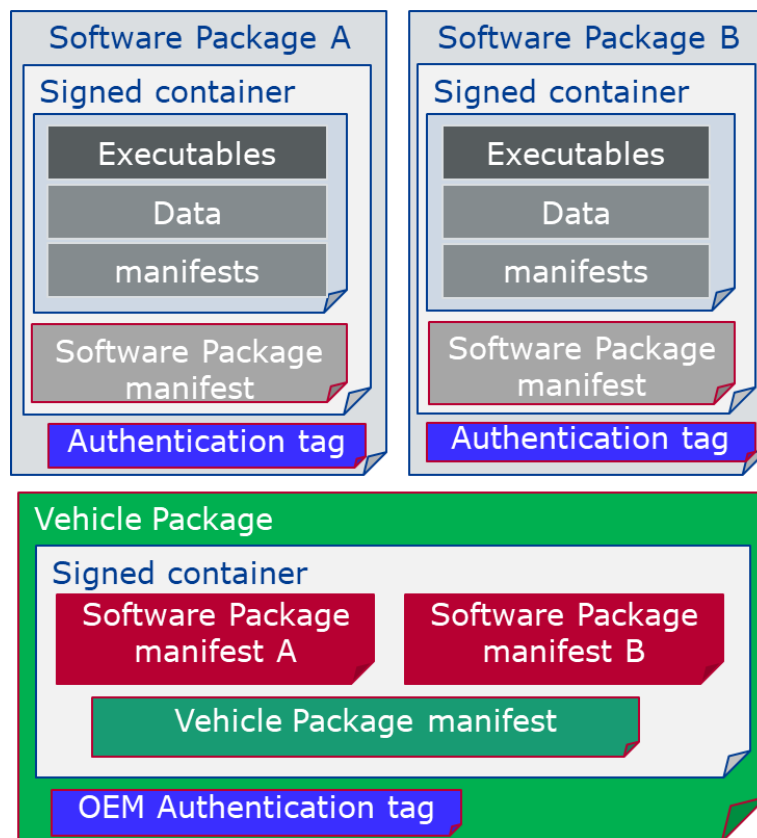 Software Package A
Signed container
Executables
Data
manifests
Software Package
manifest
Authentication tag
Software Package B
Signed container
Executables
Data
manifests
Software Package
manifest
Authentication tag
Vehicle Package
Signed container
Software Package
manifest A
Software Package
manifest B
Vehicle Package manifest
OEM Authentication tag